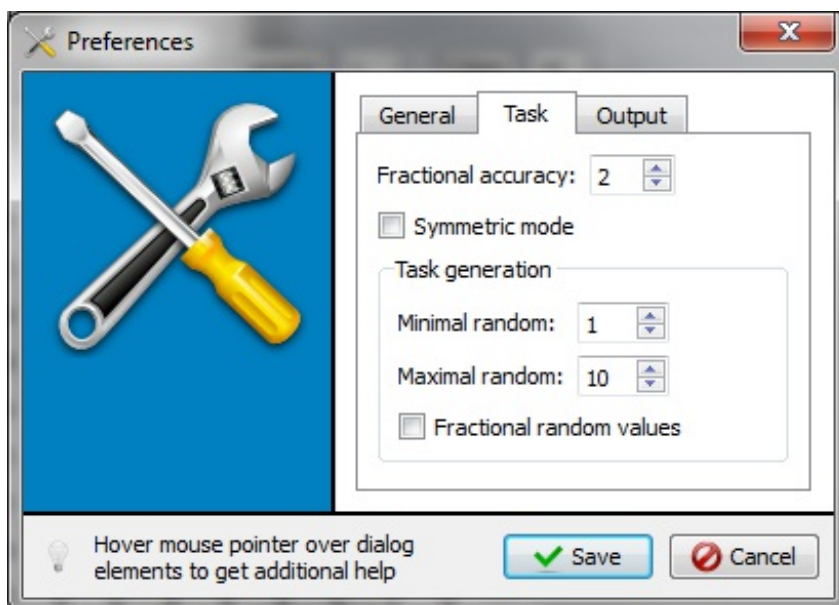 Preferences
General Task Output
Fractional accuracy: 2
Symmetric mode
Task generation
Minimal random: 1
Maximal random: 10
Fractional random values
Hover mouse pointer over dialog
elements to get additional help
Save Cancel